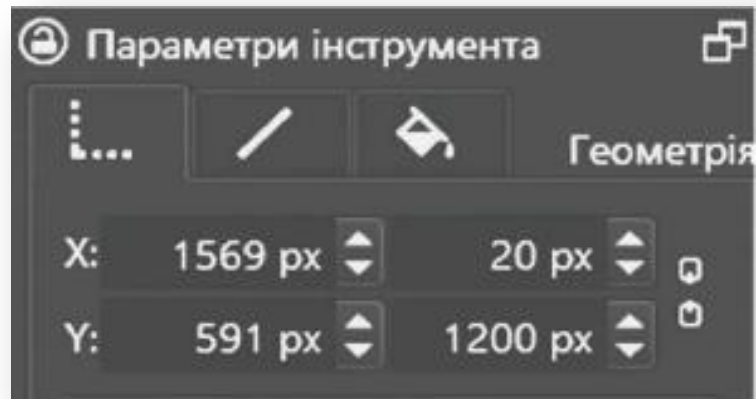 Параметри інструмента
Геометрія
X: 1569 px 20 px
Y: 591 px 1200 px